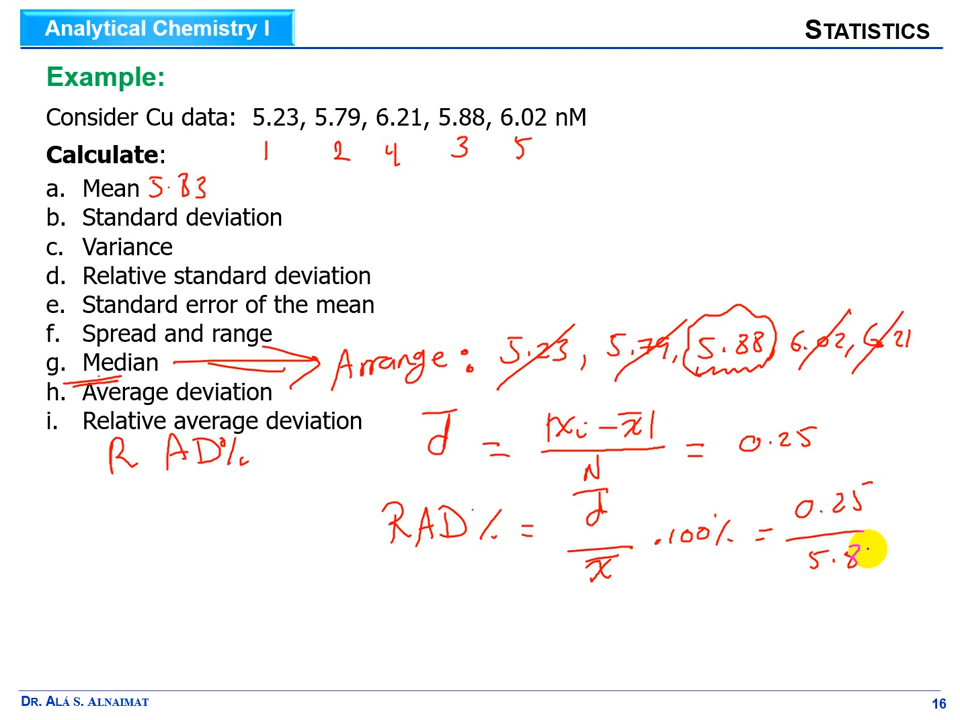 Analytical Chemistry I
STATISTICS
Example:
Consider Cu data: 5.23, 5.79, 6.21, 5.88, 6.02 nM
1 2 4 3 5
Calculate:
a. Mean 5.83
b. Standard deviation
c. Variance
d. Relative standard deviation
e. Standard error of the mean
f. Spread and range
g. Median → Arrange: 5.23, 5.79, 5.88, 6.02, 6.21
h. Average deviation
i. Relative average deviation
RAD%
d̅ = |xᵢ - x̅| / N = 0.25
RAD% = d̅ / x̅ .100% = 0.25 / 5.8
DR. ALÁ S. ALNAIMAT
16